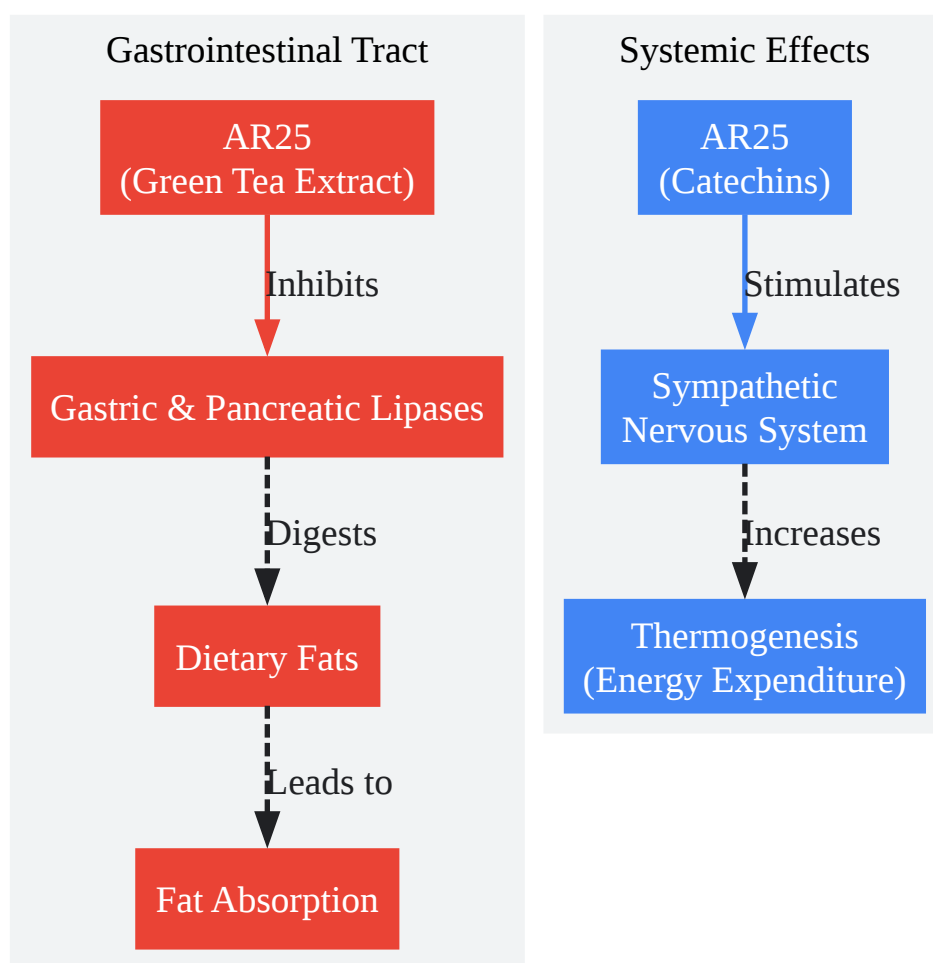 Gastrointestinal Tract
AR25
(Green Tea Extract)
Inhibits
Gastric & Pancreatic Lipases
Digests
Dietary Fats
Leads to
Fat Absorption
Systemic Effects
AR25
(Catechins)
Stimulates
Sympathetic
Nervous System
Increases
Thermogenesis
(Energy Expenditure)